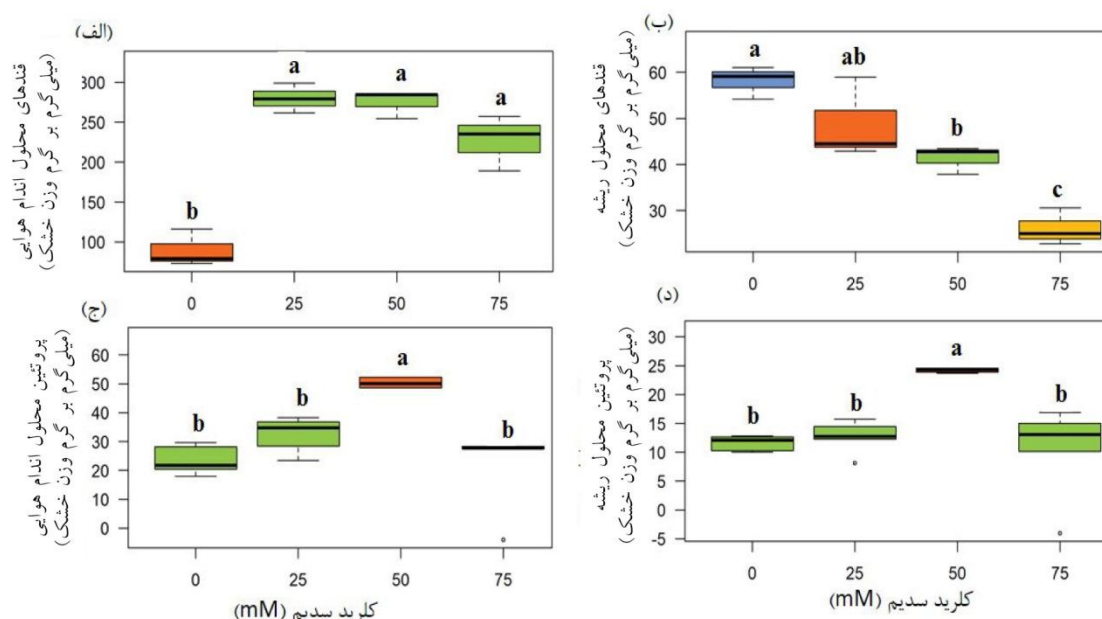 (الف)
قندهای محلول اندام هوایی
(میلی گرم بر گرم وزن خشک)
300
250
200
150
100
b
a
a
a
0
25
50
75
(ب)
قندهای محلول ریشه
(میلی گرم بر گرم وزن خشک)
60
50
40
30
a
ab
b
c
0
25
50
75
(ج)
پروتئین محلول اندام هوایی
(میلی گرم بر گرم وزن خشک)
60
50
40
30
20
10
0
b
b
a
b
0
25
50
75
کلرید سدیم (mM)
(د)
پروتئین محلول ریشه
(میلی گرم بر گرم وزن خشک)
30
25
20
15
10
5
0
-5
b
b
a
b
0
25
50
75
کلرید سدیم (mM)